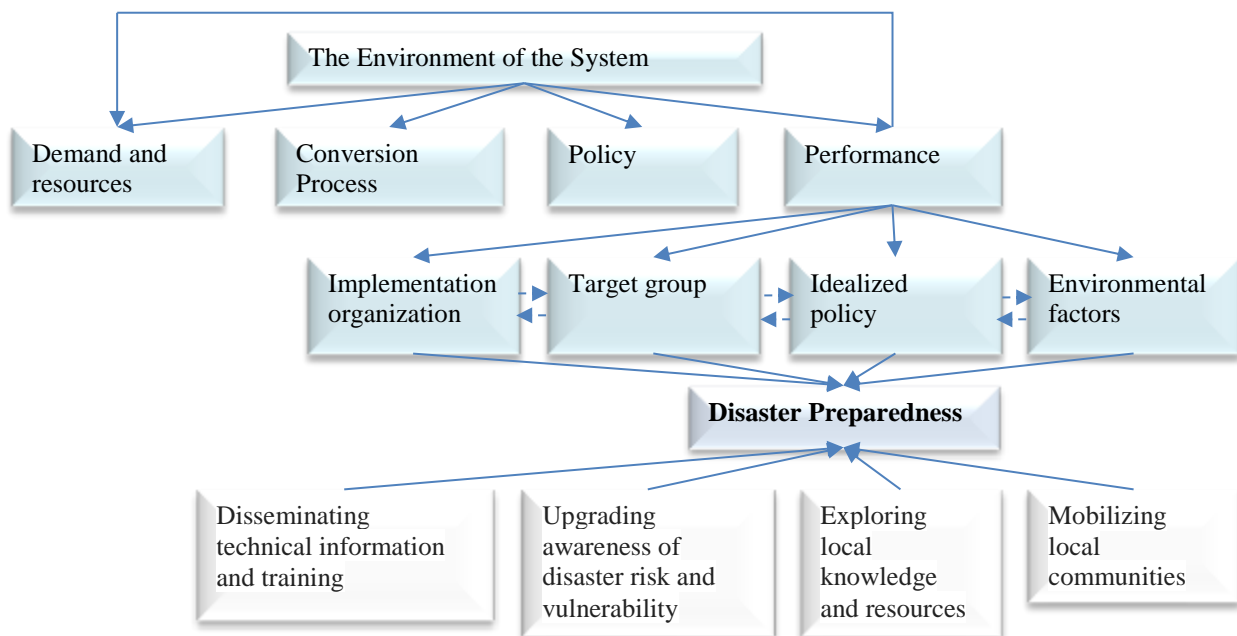 The Environment of the System
Demand and
resources
Conversion
Process
Policy
Performance
Implementation
organization
Target group
Idealized
policy
Environmental
factors
Disaster Preparedness
Disseminating
technical information
and training
Upgrading
awareness of
disaster risk and
vulnerability
Exploring
local
knowledge
and resources
Mobilizing
local
communities